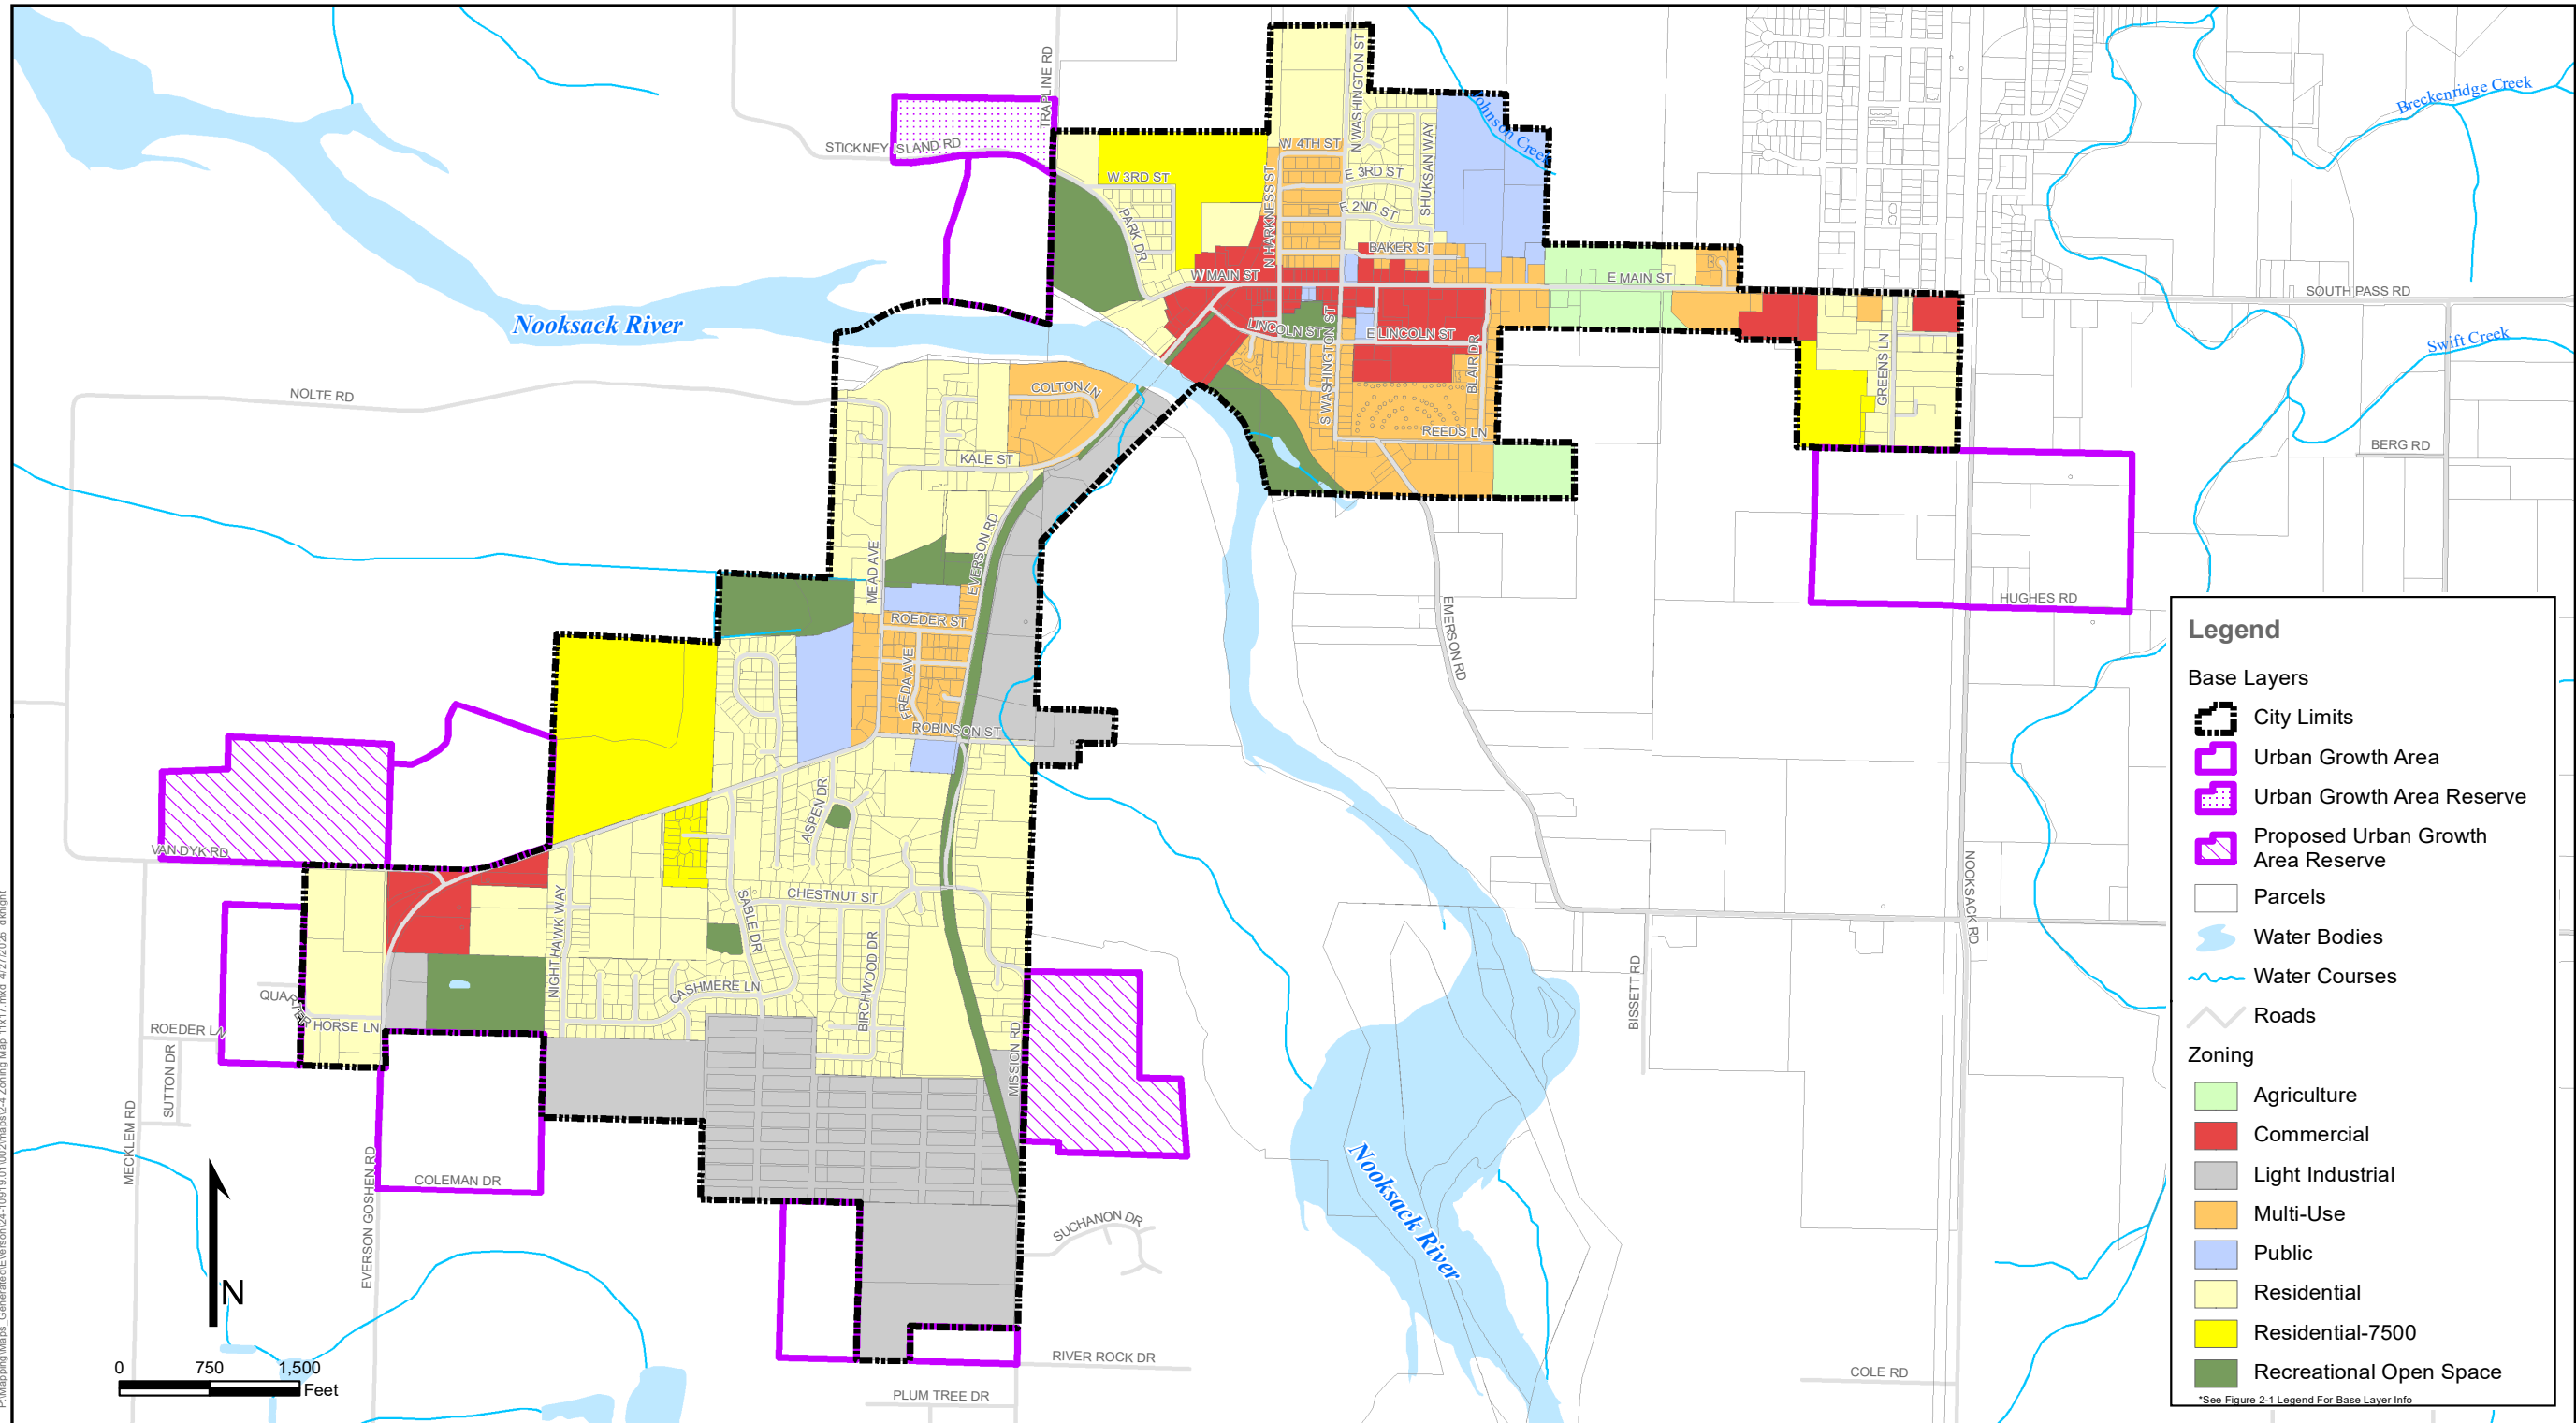 TRAPLINE RD
N WASHINGTON ST
Johnson Creek
Breckenridge Creek
STICKNEY ISLAND RD
W 4TH ST
SHUKSAN WAY
W 3RD ST
E 3RD ST
N HARKNESS ST
PARK DR
E 2ND ST
BAKER ST
W MAIN ST
E MAIN ST
SOUTH PASS RD
Nooksack River
LINCOLN ST
S WASHINGTON ST
E LINCOLN ST
BLAIR DR
GREENS LN
Swift Creek
NOLTE RD
COLTON LN
REEDS LN
BERG RD
KALE ST
EVERSON RD
MEAD AVE
EMERSON RD
HUGHES RD
ROEDER ST
FREDA AVE
ROBINSON ST
ASPEN DR
VAN DYK RD
NIGHT HAWK WAY
SABLE DR
CHESTNUT ST
BIRCHWOOD DR
CASHMERE LN
NOOKSACK RD
BISSETT RD
QUARTER HORSE LN
ROEDER LN
SUTTON DR
MECKLEM RD
MISSION RD
EVERSON GOSHEN RD
COLEMAN DR
Nooksack River
SUCHANON DR
RIVER ROCK DR
PLUM TREE DR
COLE RD
N
0 750 1,500
Feet
Legend
Base Layers
City Limits
Urban Growth Area
Urban Growth Area Reserve
Proposed Urban Growth
Area Reserve
Parcels
Water Bodies
Water Courses
Roads
Zoning
Agriculture
Commercial
Light Industrial
Multi-Use
Public
Residential
Residential-7500
Recreational Open Space
*See Figure 2-1 Legend For Base Layer Info